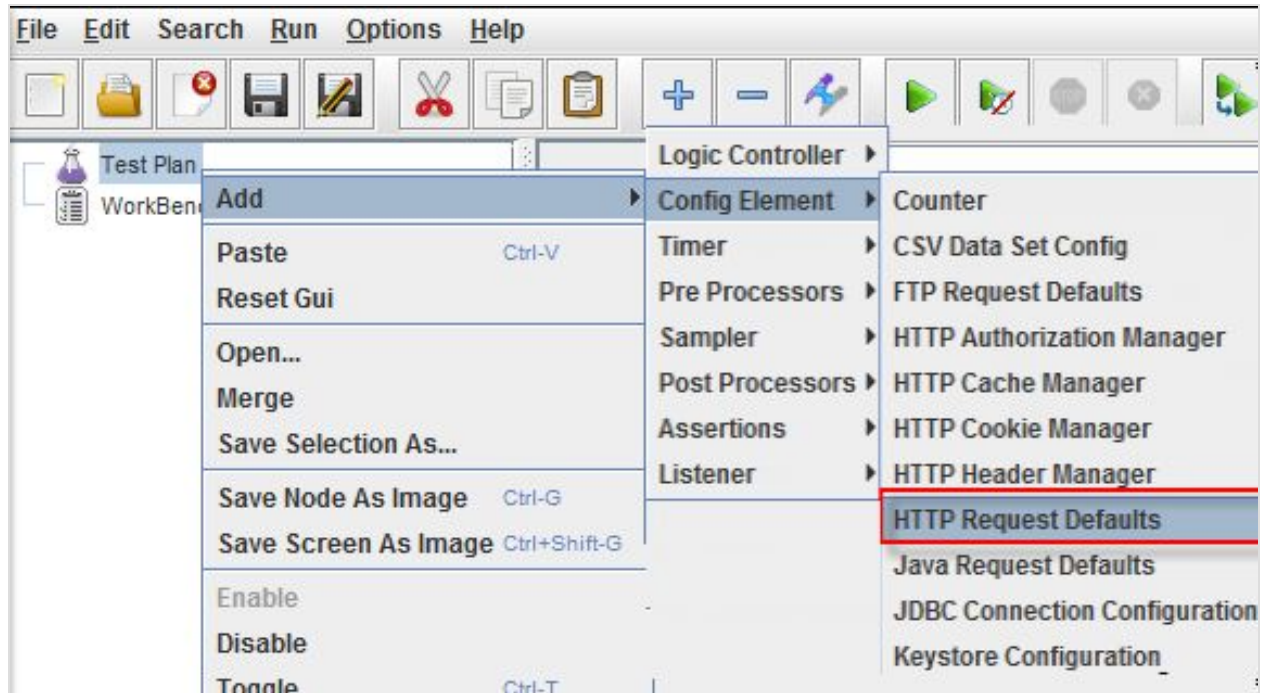 File Edit Search Run Options Help
Test Plan
WorkBen
Add
Paste Ctrl-V
Reset Gui
Open...
Merge
Save Selection As...
Save Node As Image Ctrl-G
Save Screen As Image Ctrl+Shift-G
Enable
Disable
Toggle Ctrl-T
Logic Controller
Config Element
Timer
Pre Processors
Sampler
Post Processors
Assertions
Listener
Counter
CSV Data Set Config
FTP Request Defaults
HTTP Authorization Manager
HTTP Cache Manager
HTTP Cookie Manager
HTTP Header Manager
HTTP Request Defaults
Java Request Defaults
JDBC Connection Configuration
Keystore Configuration